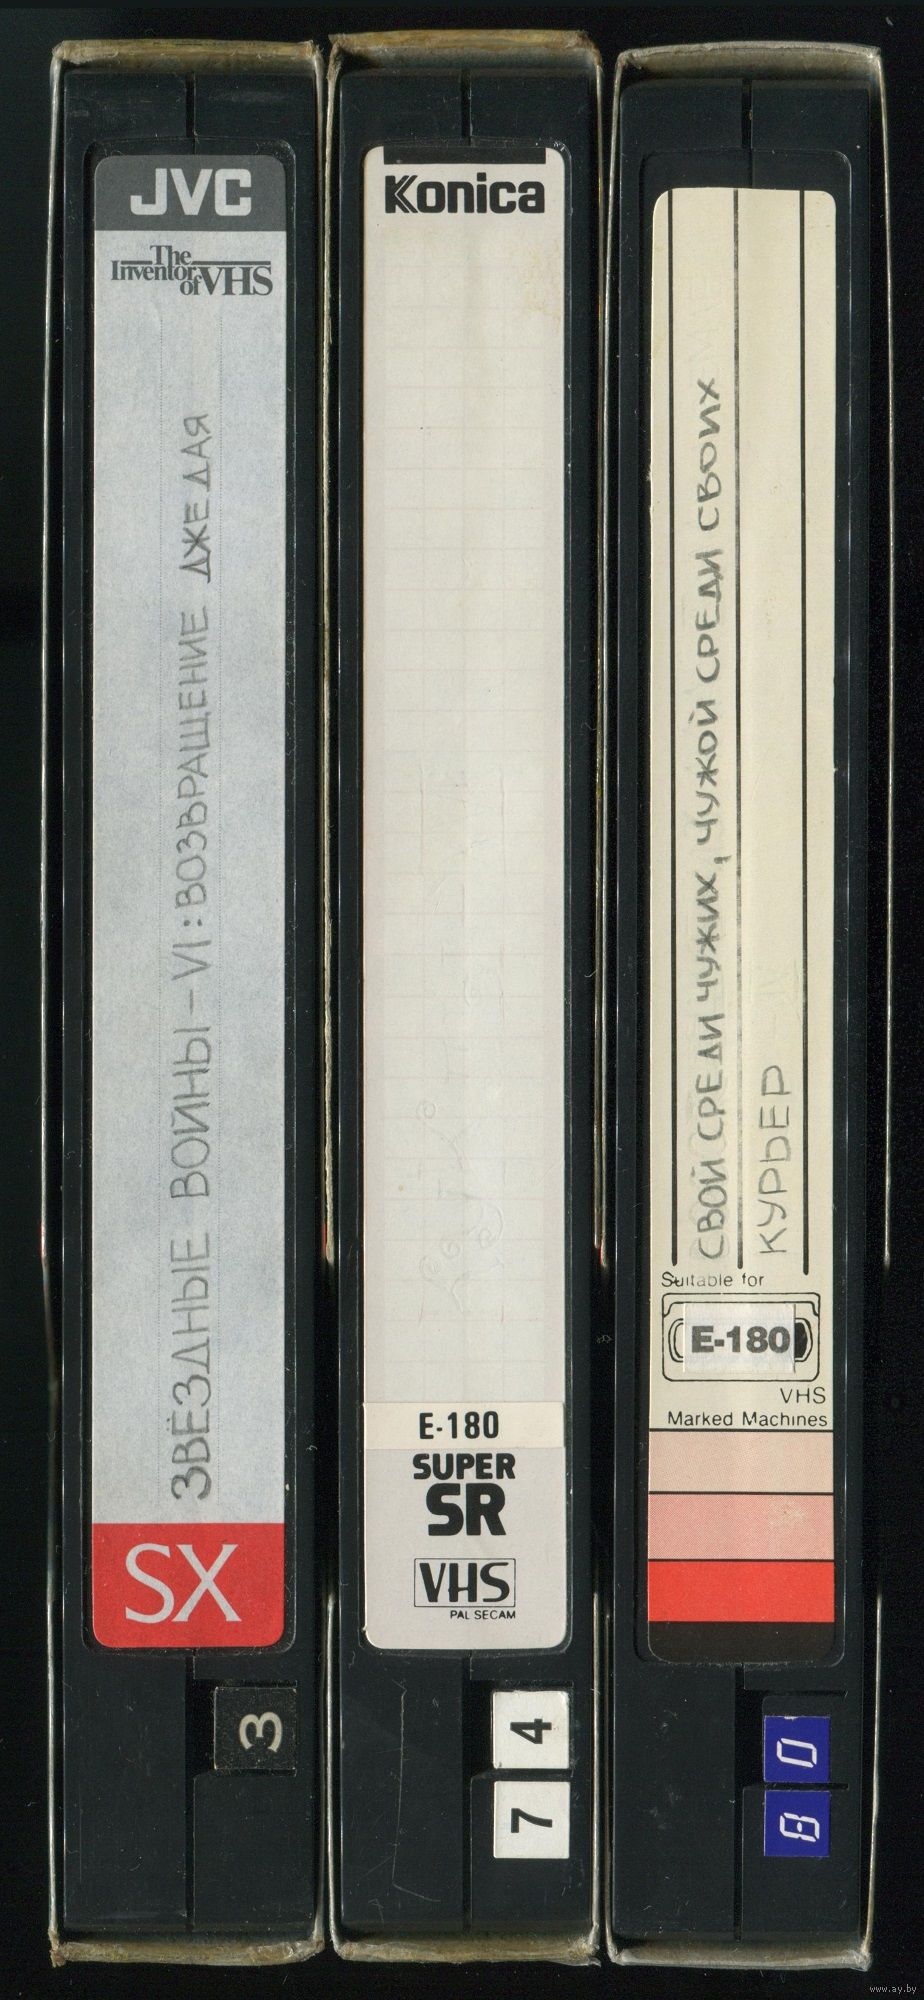 JVC
The
Inventor
of VHS
ЗВЁЗДНЫЕ ВОЙНЫ – VI : ВОЗВРАЩЕНИЕ ДЖЕДАЯ
SX
3
Konica
E-180
SUPER
SR
VHS
PAL SECAM
4
7
СВОЙ СРЕДИ ЧУЖИХ, ЧУЖОЙ СРЕДИ СВОИХ
КУРЬЕР
Suitable for
E-180
VHS
Marked Machines
0
8
www.ay.by